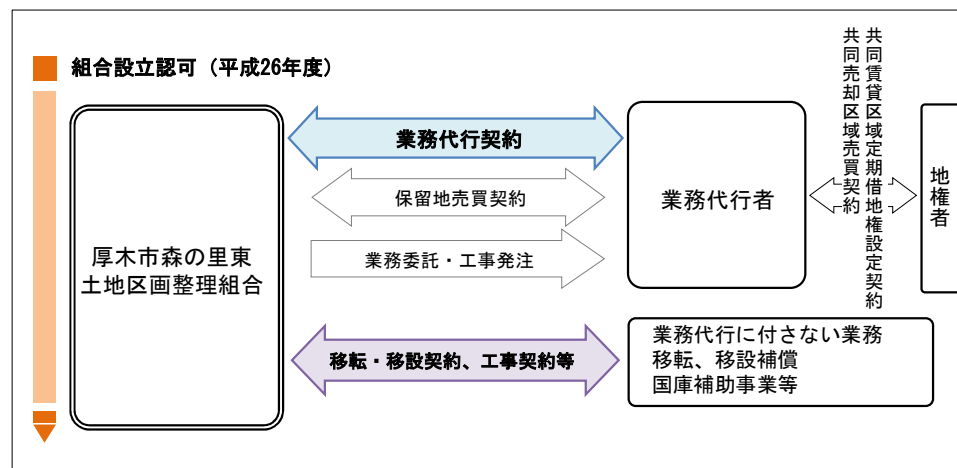 組合設立認可（平成26年度）
厚木市森の里東
土地区画整理組合
業務代行契約
保留地売買契約
業務委託・工事発注
移転・移設契約、工事契約等
業務代行者
共同賃貸区域定期借地権設定契約
共同売却区域売買契約
地権者
業務代行に付さない業務
移転、移設補償
国庫補助事業等